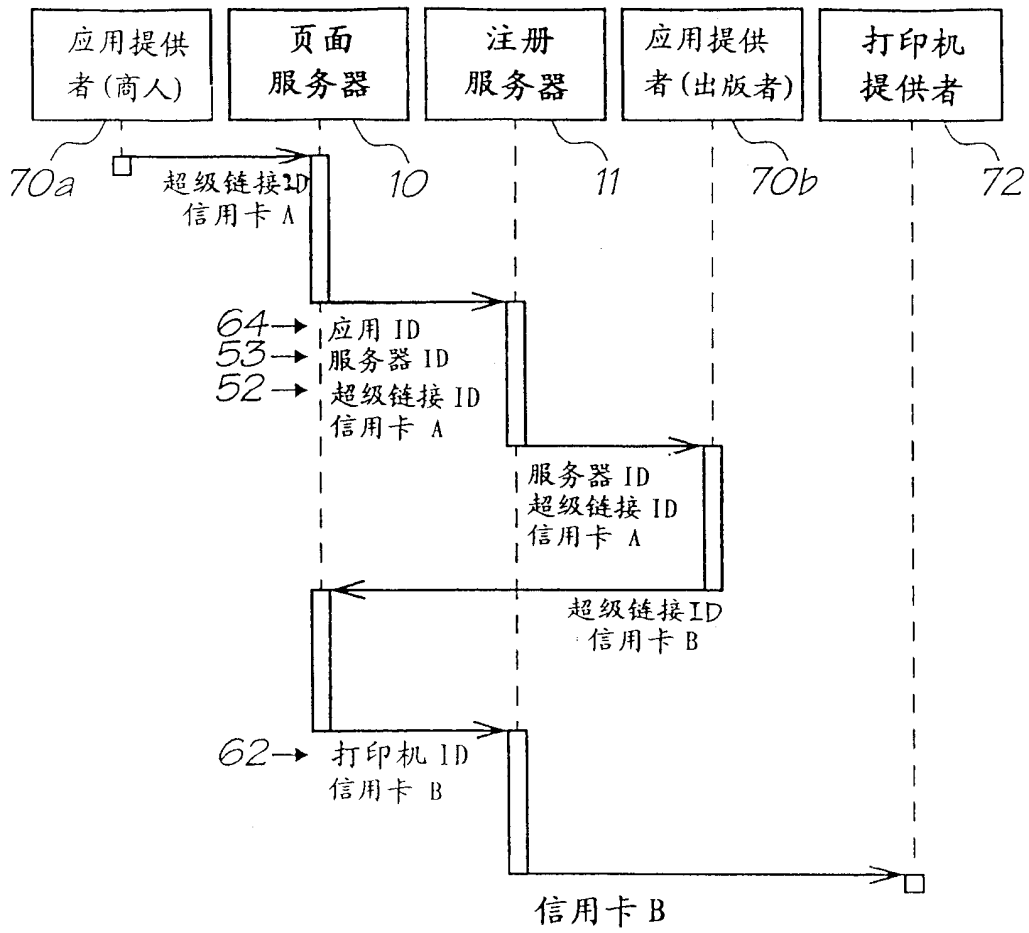 应用提供
者(商人)
页面
服务器
注册
服务器
应用提供
者(出版者)
打印机
提供者
70a
10
11
70b
72
超级链接ID
信用卡 A
64
应用 ID
53
服务器 ID
52
超级链接 ID
信用卡 A
服务器 ID
超级链接 ID
信用卡 A
超级链接ID
信用卡 B
62
打印机 ID
信用卡 B
信用卡 B